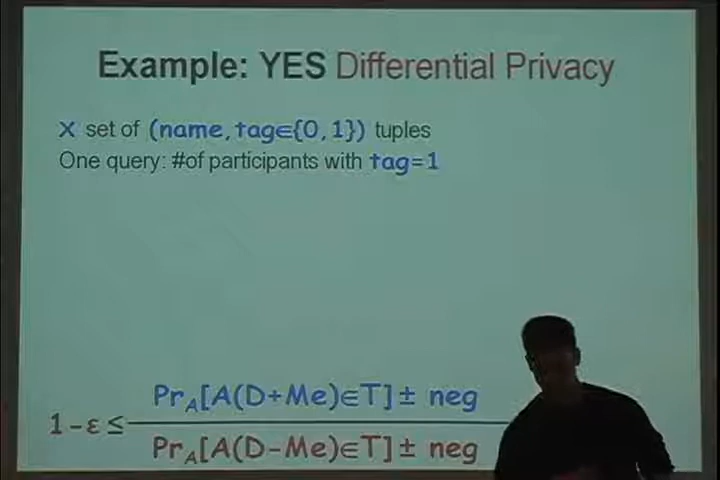 Example: YES Differential Privacy
X set of (name, tag∈{0,1}) tuples
One query: #of participants with tag=1
Pr_A[A(D+Me)∈T] ± neg
1-ε ≤
Pr_A[A(D-Me)∈T] ± neg